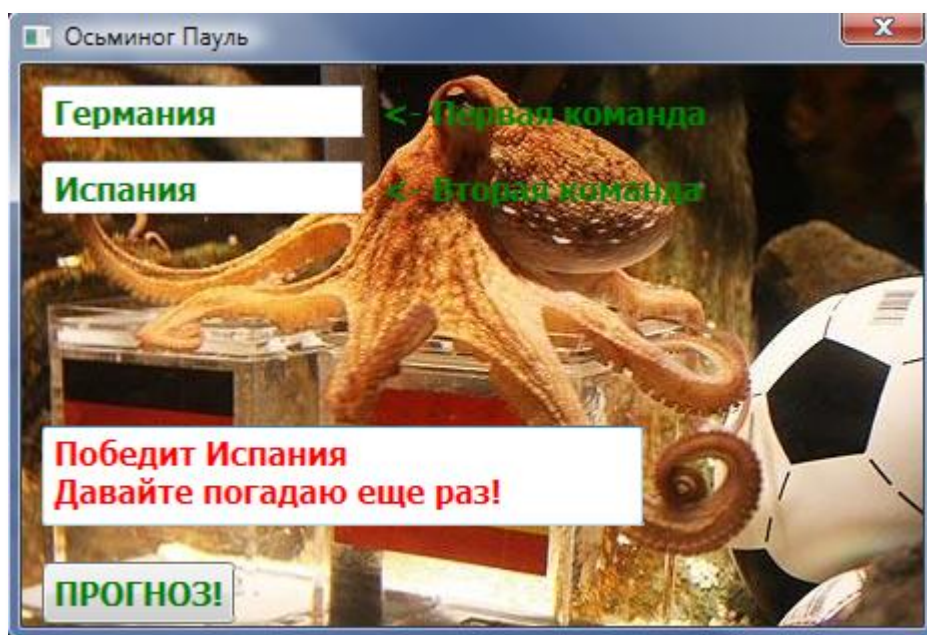 Осьминог Пауль
Германия <- Первая команда
Испания <- Вторая команда
Победит Испания
Давайте погадаю еще раз!
ПРОГНОЗ!